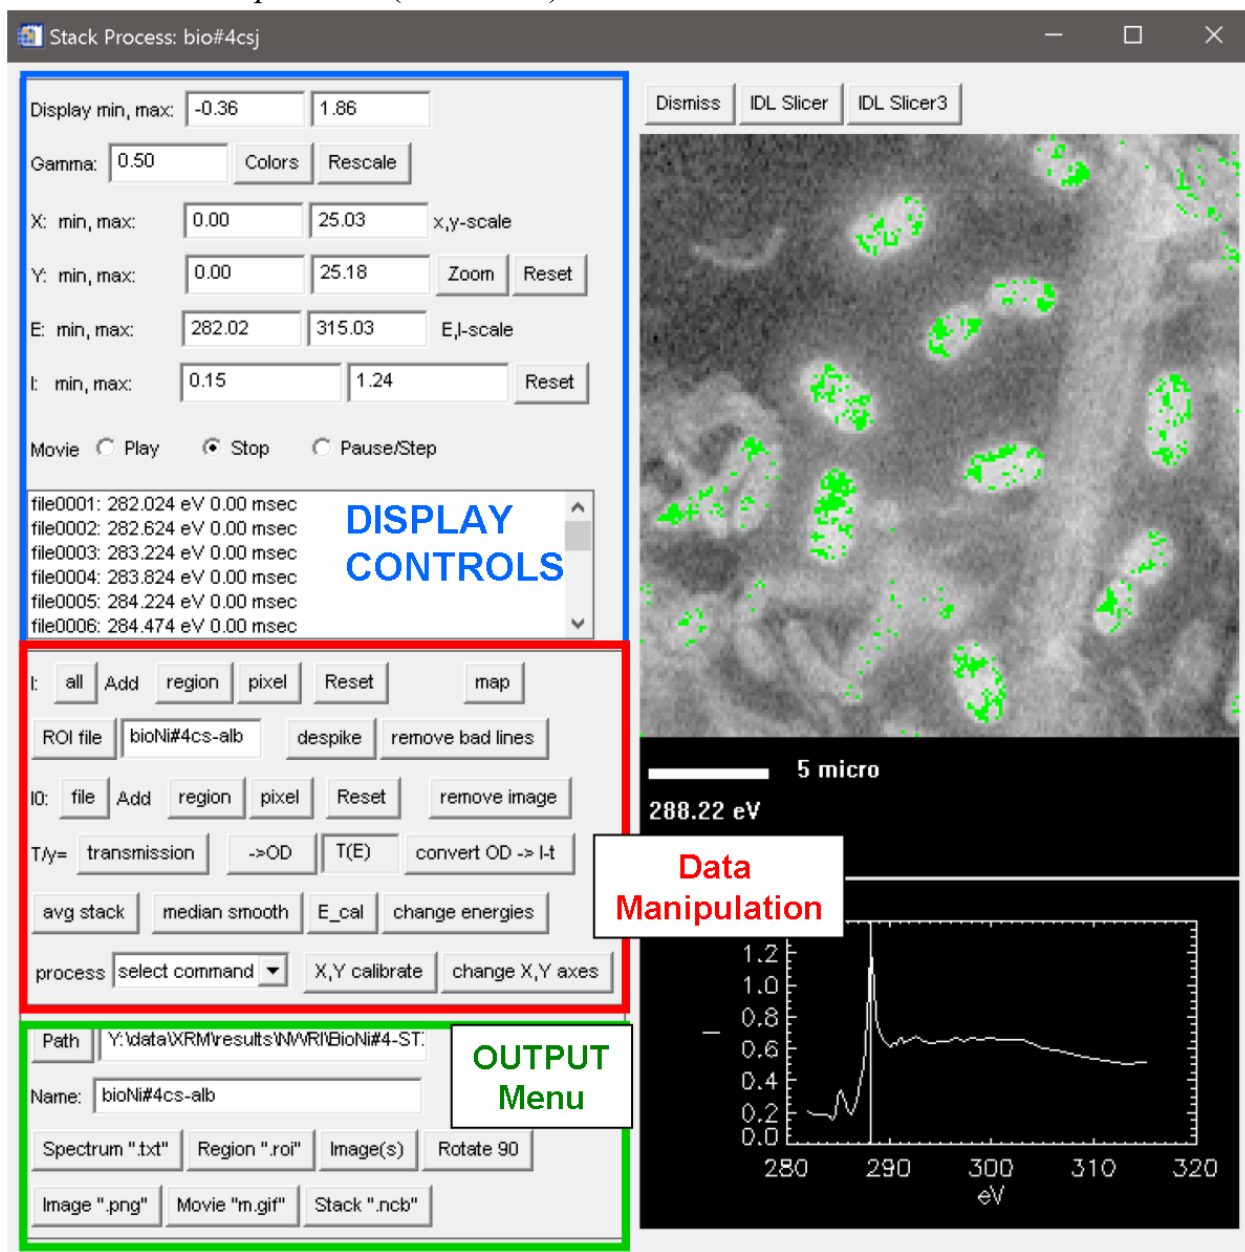 Stack Process: bio#4csj
Display min, max: -0.36 1.86
Gamma: 0.50 Colors Rescale
X: min, max: 0.00 25.03 x,y-scale
Y: min, max: 0.00 25.18 Zoom Reset
E: min, max: 282.02 315.03 E,I-scale
I: min, max: 0.15 1.24 Reset
Movie Play Stop Pause/Step
file0001: 282.024 eV 0.00 msec
file0002: 282.624 eV 0.00 msec
file0003: 283.224 eV 0.00 msec
file0004: 283.824 eV 0.00 msec
file0005: 284.224 eV 0.00 msec
file0006: 284.474 eV 0.00 msec
DISPLAY
CONTROLS
I: all Add region pixel Reset map
ROI file bioNi#4cs-alb despike remove bad lines
I0: file Add region pixel Reset remove image
T/y= transmission ->OD T(E) convert OD -> I-t
avg stack median smooth E_cal change energies
process select command X,Y calibrate change X,Y axes
Data
Manipulation
Path Y:\data\XRM\results\NWRI\BioNi#4-ST
Name: bioNi#4cs-alb
OUTPUT
Menu
Spectrum ".txt" Region ".roi" Image(s) Rotate 90
Image ".png" Movie "m.gif" Stack ".ncb"
Dismiss IDL Slicer IDL Slicer3
5 micro
288.22 eV
I
1.2
1.0
0.8
0.6
0.4
0.2
0.0
280 290 300 310 320
eV